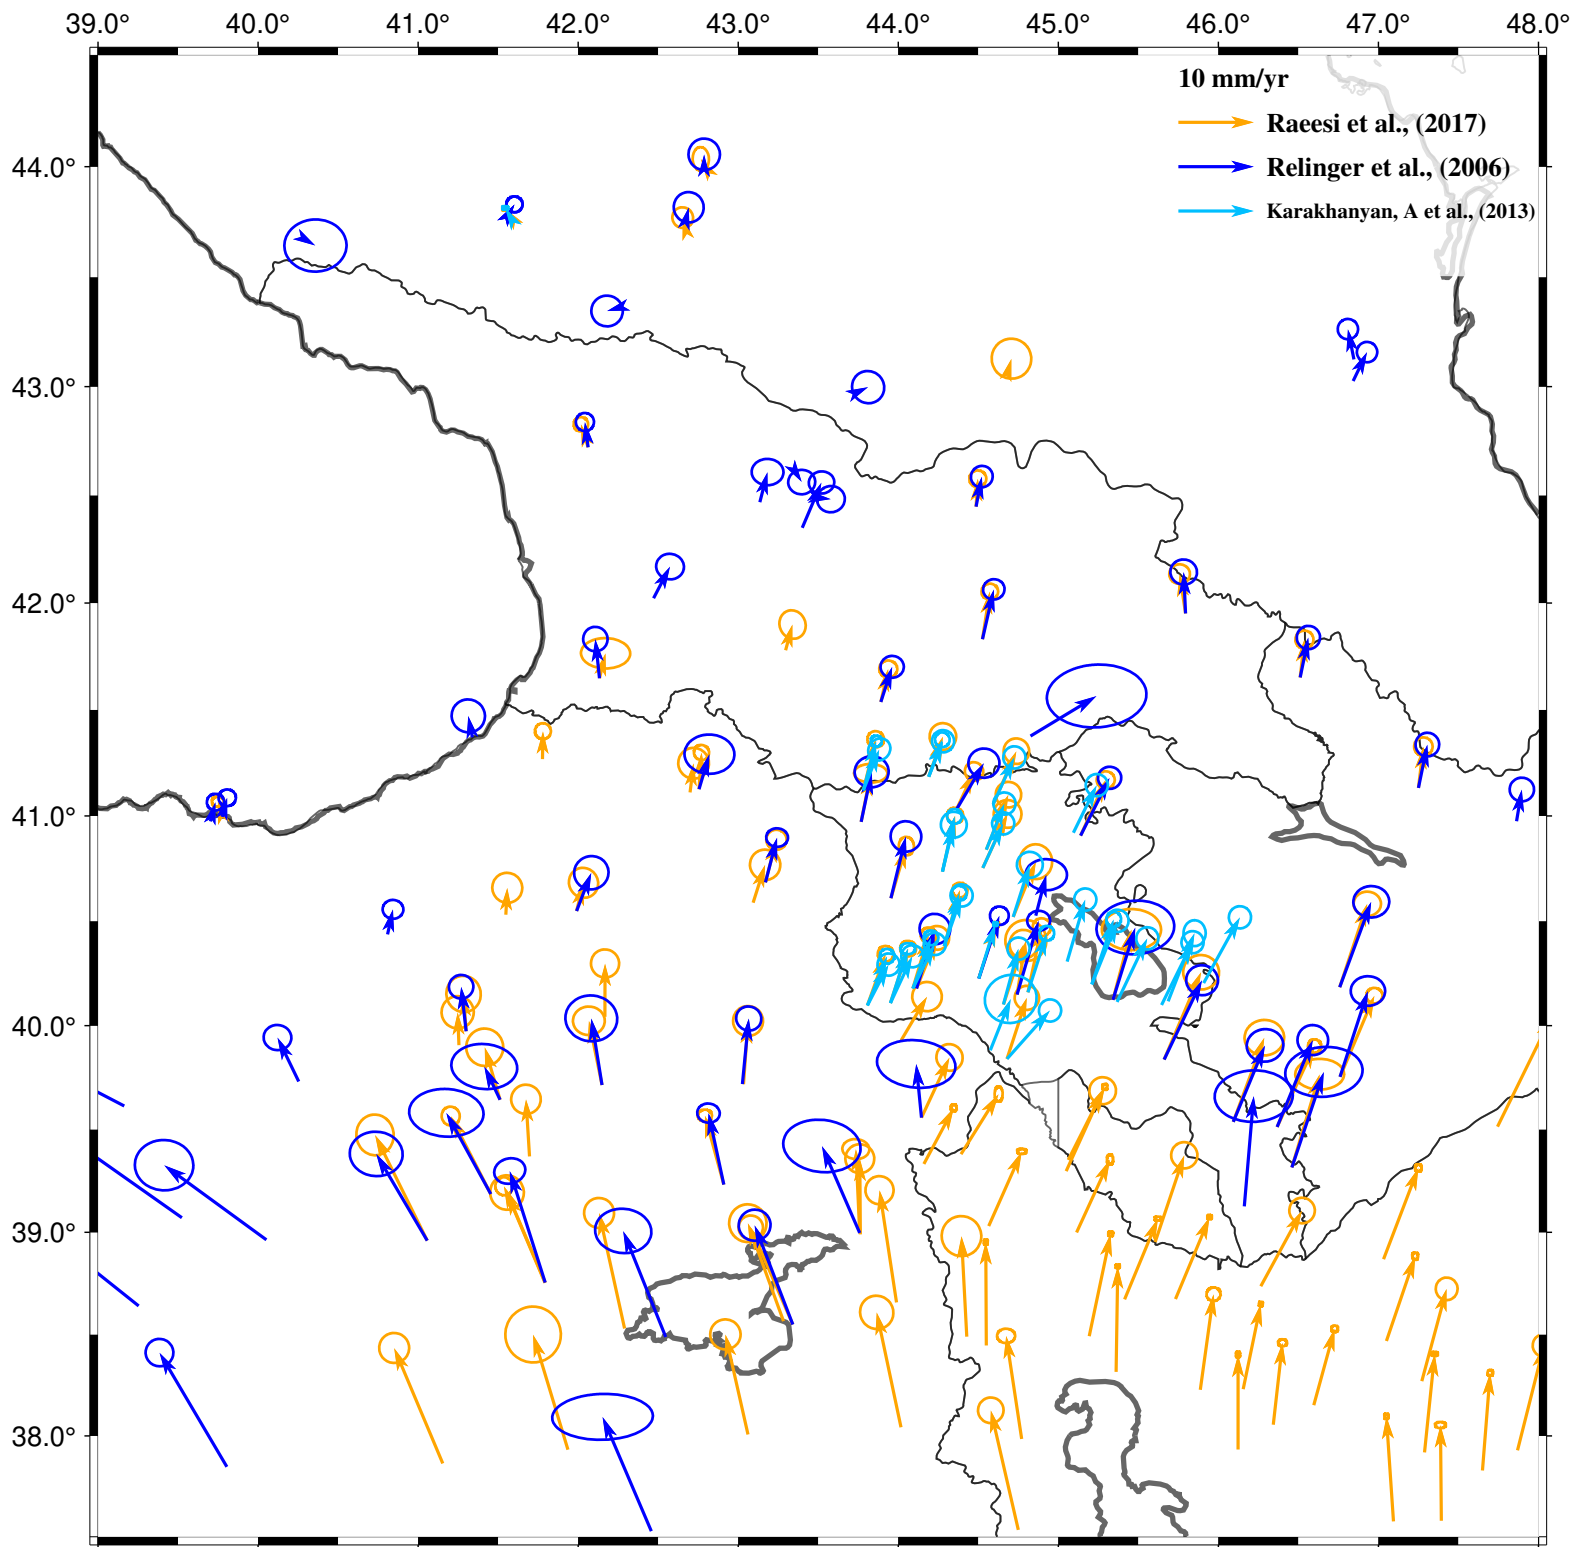 39.0° 40.0° 41.0° 42.0° 43.0° 44.0° 45.0° 46.0° 47.0° 48.0°
10 mm/yr
Raeesi et al., (2017)
44.0°
Relinger et al., (2006)
Karakhanyan, A et al., (2013)
43.0°
42.0°
41.0°
40.0°
39.0°
38.0°